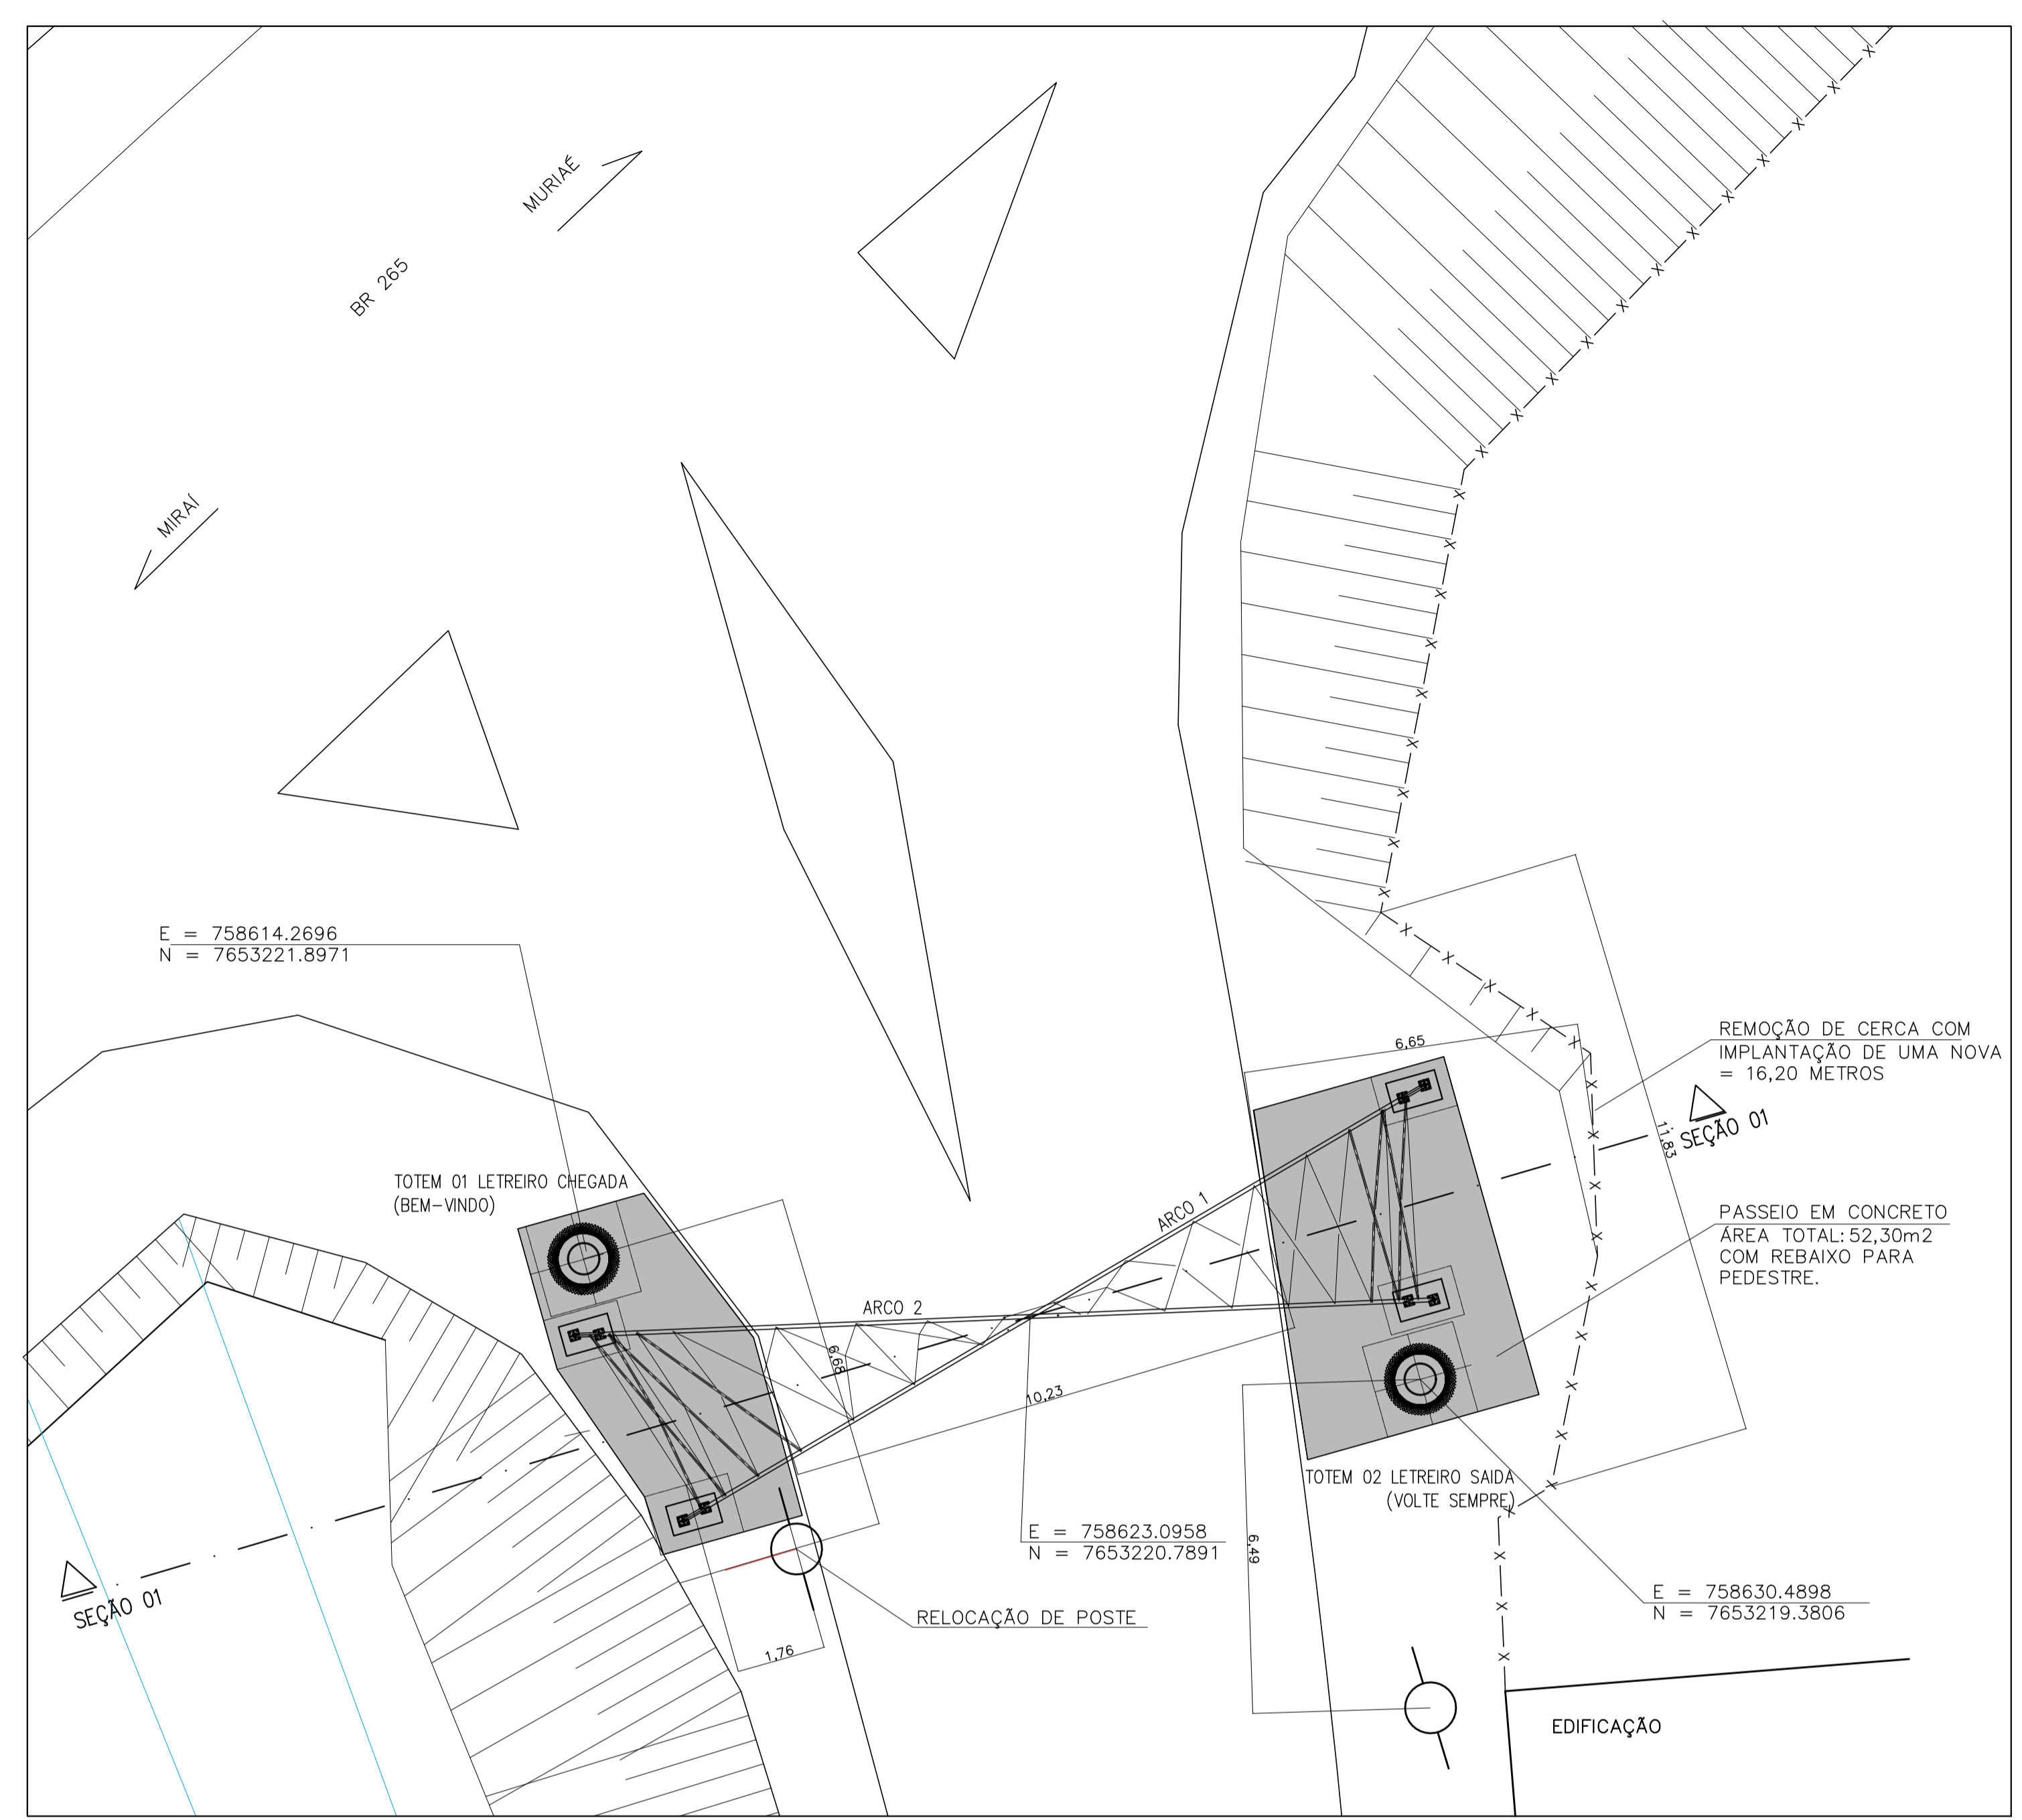 MURIAÉ
BR 265
MIRAÍ
E = 758614.2696
N = 7653221.8971
REMOÇÃO DE CERCA COM
IMPLANTAÇÃO DE UMA NOVA
= 16,20 METROS
6,65
SEÇÃO 01
11,83
TOTEM 01 LETREIRO CHEGADA
(BEM-VINDO)
ARCO 1
PASSEIO EM CONCRETO
ÁREA TOTAL: 52,30m2
COM REBAIXO PARA
PEDESTRE.
ARCO 2
6,68
10,23
TOTEM 02 LETREIRO SAIDA
(VOLTE SEMPRE)
E = 758623.0958
N = 7653220.7891
6,49
SEÇÃO 01
E = 758630.4898
N = 7653219.3806
RELOCAÇÃO DE POSTE
1,76
EDIFICAÇÃO